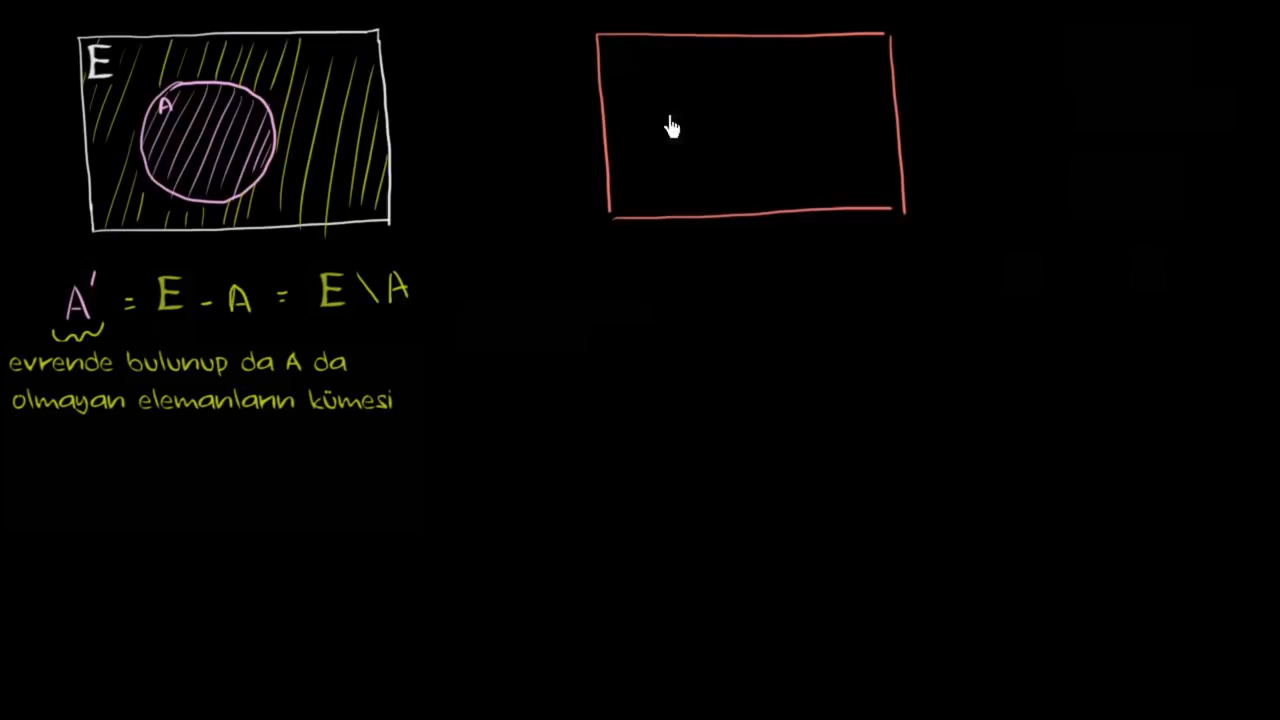 E
A
A' = E - A = E \ A
evrende bulunup da A da
olmayan elemanların kümesi